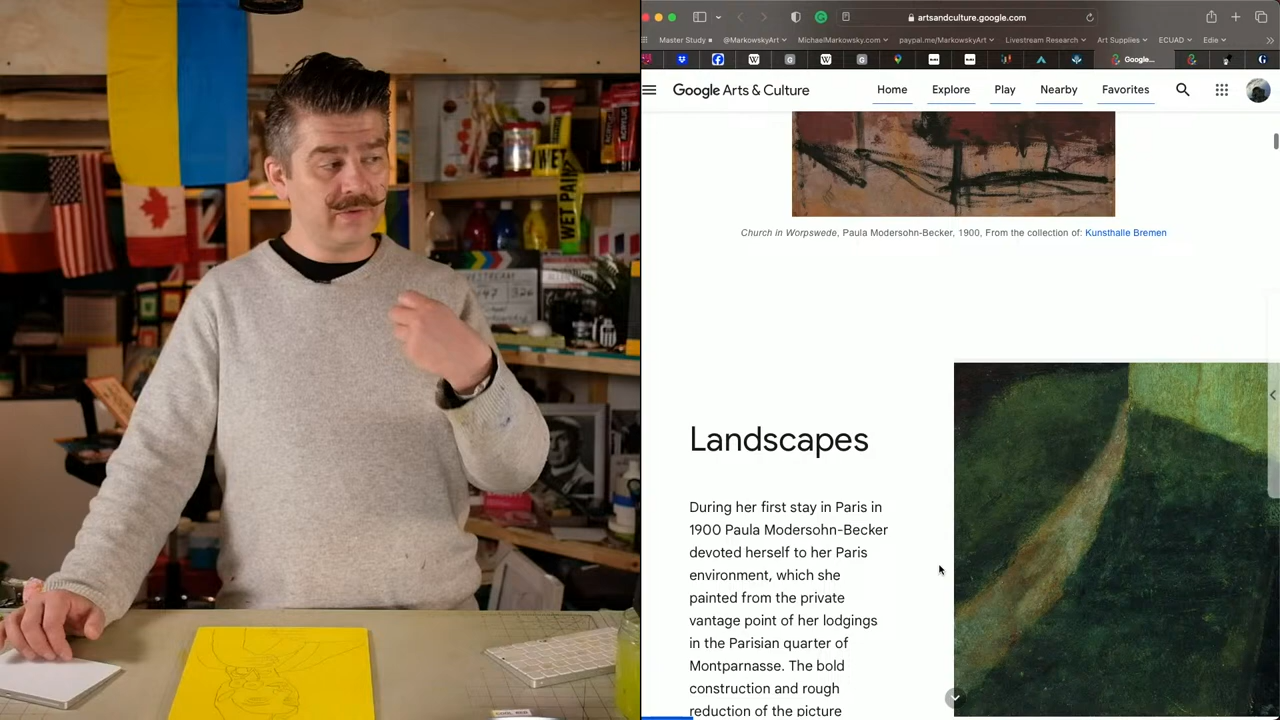 artsandculture.google.com
Master Study
@MarkowskyArt
MichaelMarkowsky.com
paypal.me/MarkowskyArt
Livestream Research
Art Supplies
ECUAD
Edie
Google...
Google Arts & Culture
Home
Explore
Play
Nearby
Favorites
Church in Worpswede, Paula Modersohn-Becker, 1900, From the collection of: Kunsthalle Bremen
Landscapes
During her first stay in Paris in
1900 Paula Modersohn-Becker
devoted herself to her Paris
environment, which she
painted from the private
vantage point of her lodgings
in the Parisian quarter of
Montparnasse. The bold
construction and rough
reduction of the picture
WET PAINT
WET
ACRYLIC